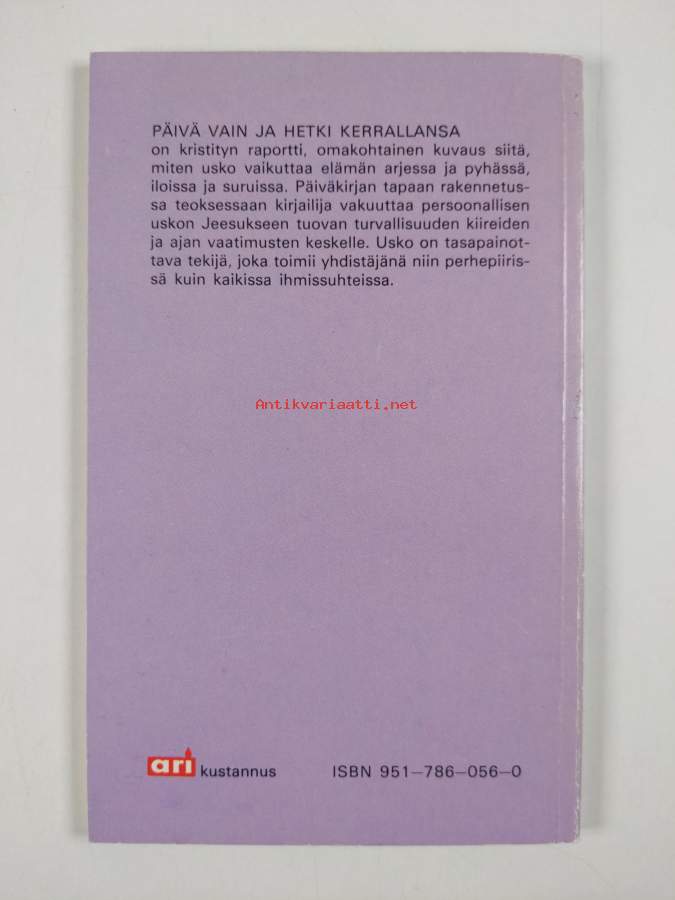 PÄIVÄ VAIN JA HETKI KERRALLANSA
on kristityn raportti, omakohtainen kuvaus siitä,
miten usko vaikuttaa elämän arjessa ja pyhässä,
iloissa ja suruissa. Päiväkirjan tapaan rakennetus-
sa teoksessaan kirjailija vakuuttaa persoonallisen
uskon Jeesukseen tuovan turvallisuuden kiireiden
ja ajan vaatimusten keskelle. Usko on tasapainot-
tava tekijä, joka toimii yhdistäjänä niin perhepiiris-
sä kuin kaikissa ihmissuhteissa.
Antikvariaatti.net
ari kustannus ISBN 951—786—056—0